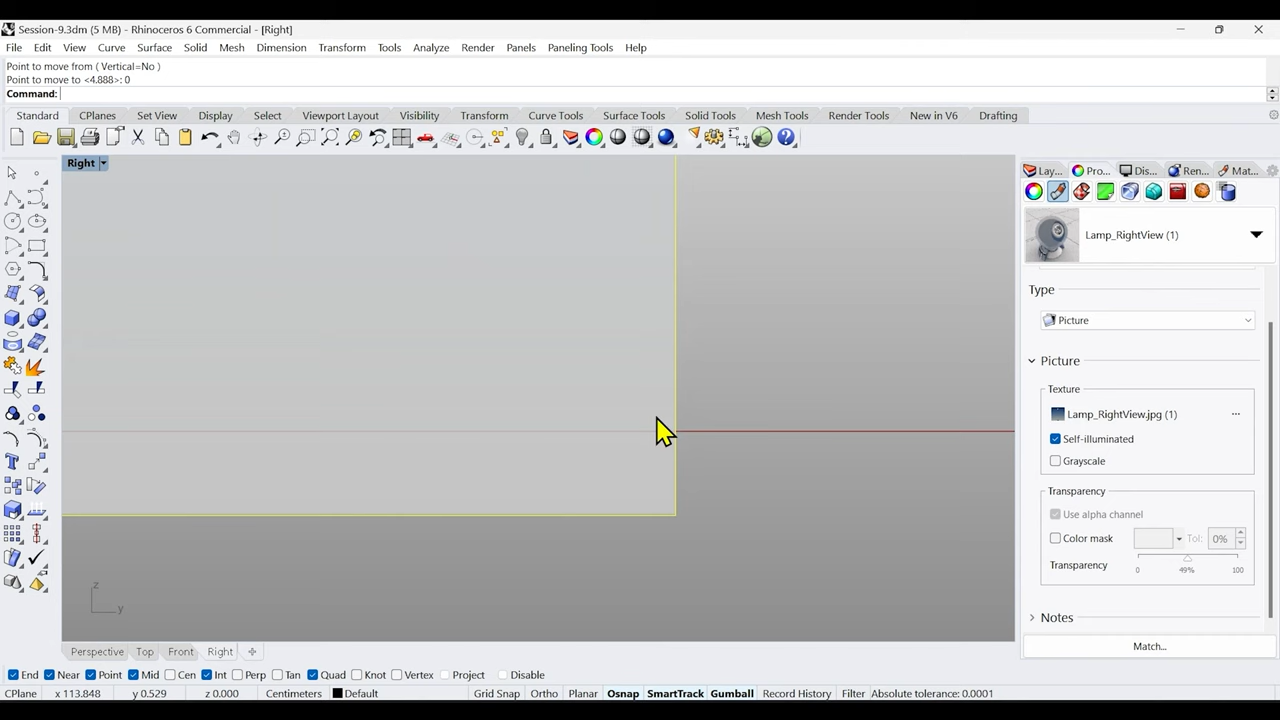 Session-9.3dm (5 MB) - Rhinoceros 6 Commercial - [Right]
File Edit View Curve Surface Solid Mesh Dimension Transform Tools Analyze Render Panels Paneling Tools Help
Point to move from ( Vertical=No )
Point to move to <4.888>: 0
Command:
Standard CPlanes Set View Display Select Viewport Layout Visibility Transform Curve Tools Surface Tools Solid Tools Mesh Tools Render Tools New in V6 Drafting
Right
Lay... Pro... Dis... Ren... Mat...
Lamp_RightView (1)
Type
Picture
Picture
Texture
Lamp_RightView.jpg (1) ...
Self-illuminated
Grayscale
Transparency
Use alpha channel
Color mask Tol: 0%
Transparency
0 49% 100
Notes
Match...
z
y
Perspective Top Front Right
End Near Point Mid Cen Int Perp Tan Quad Knot Vertex Project Disable
CPlane x 113.848 y 0.529 z 0.000 Centimeters Default Grid Snap Ortho Planar Osnap SmartTrack Gumball Record History Filter Absolute tolerance: 0.0001